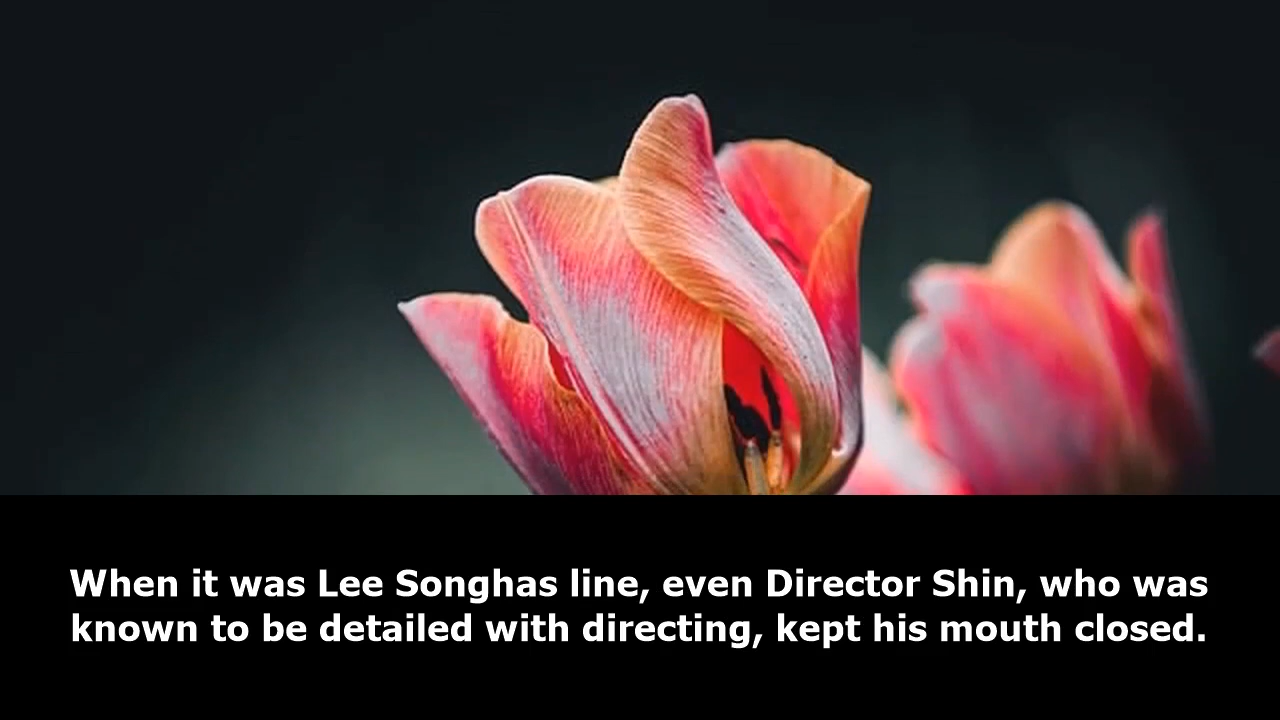 When it was Lee Songhas line, even Director Shin, who was
known to be detailed with directing, kept his mouth closed.